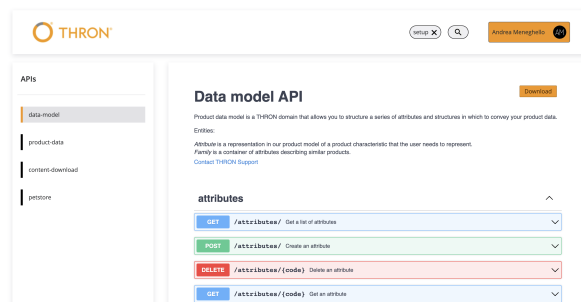 THRON
setup X
Andrea Meneghello AM
APIs
data-model
product-data
content-download
petstore
Data model API
Download
Product data model is a THRON domain that allows you to structure a series of attributes and structures in which to convey your product data.
Entities:
Attribute is a representation in our product model of a product characteristic that the user needs to represent.
Family is a container of attributes describing similar products.
Contact THRON Support
attributes
GET /attributes/ Get a list of attributes
POST /attributes/ Create an attribute
DELETE /attributes/{code} Delete an attribute
GET /attributes/{code} Get an attribute